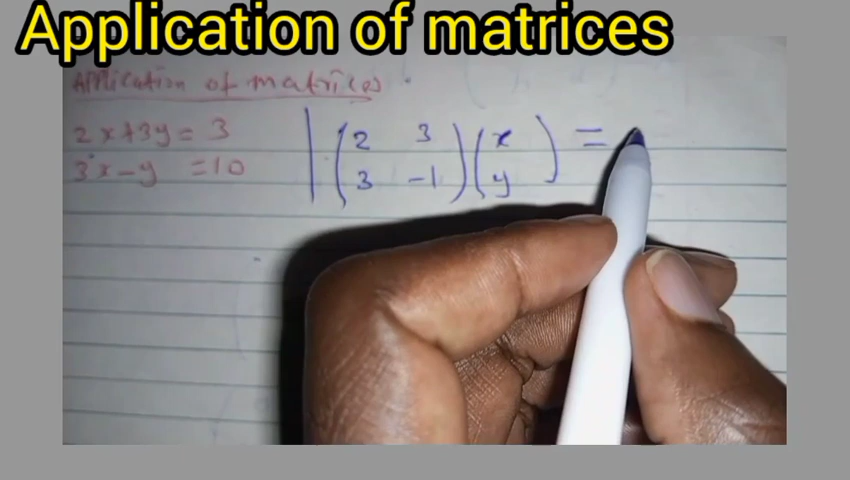 Application of matrices
Application of matrices.
2x+3y = 3
3x-y = 10
(2 3) (x) =
(3 -1) (y)